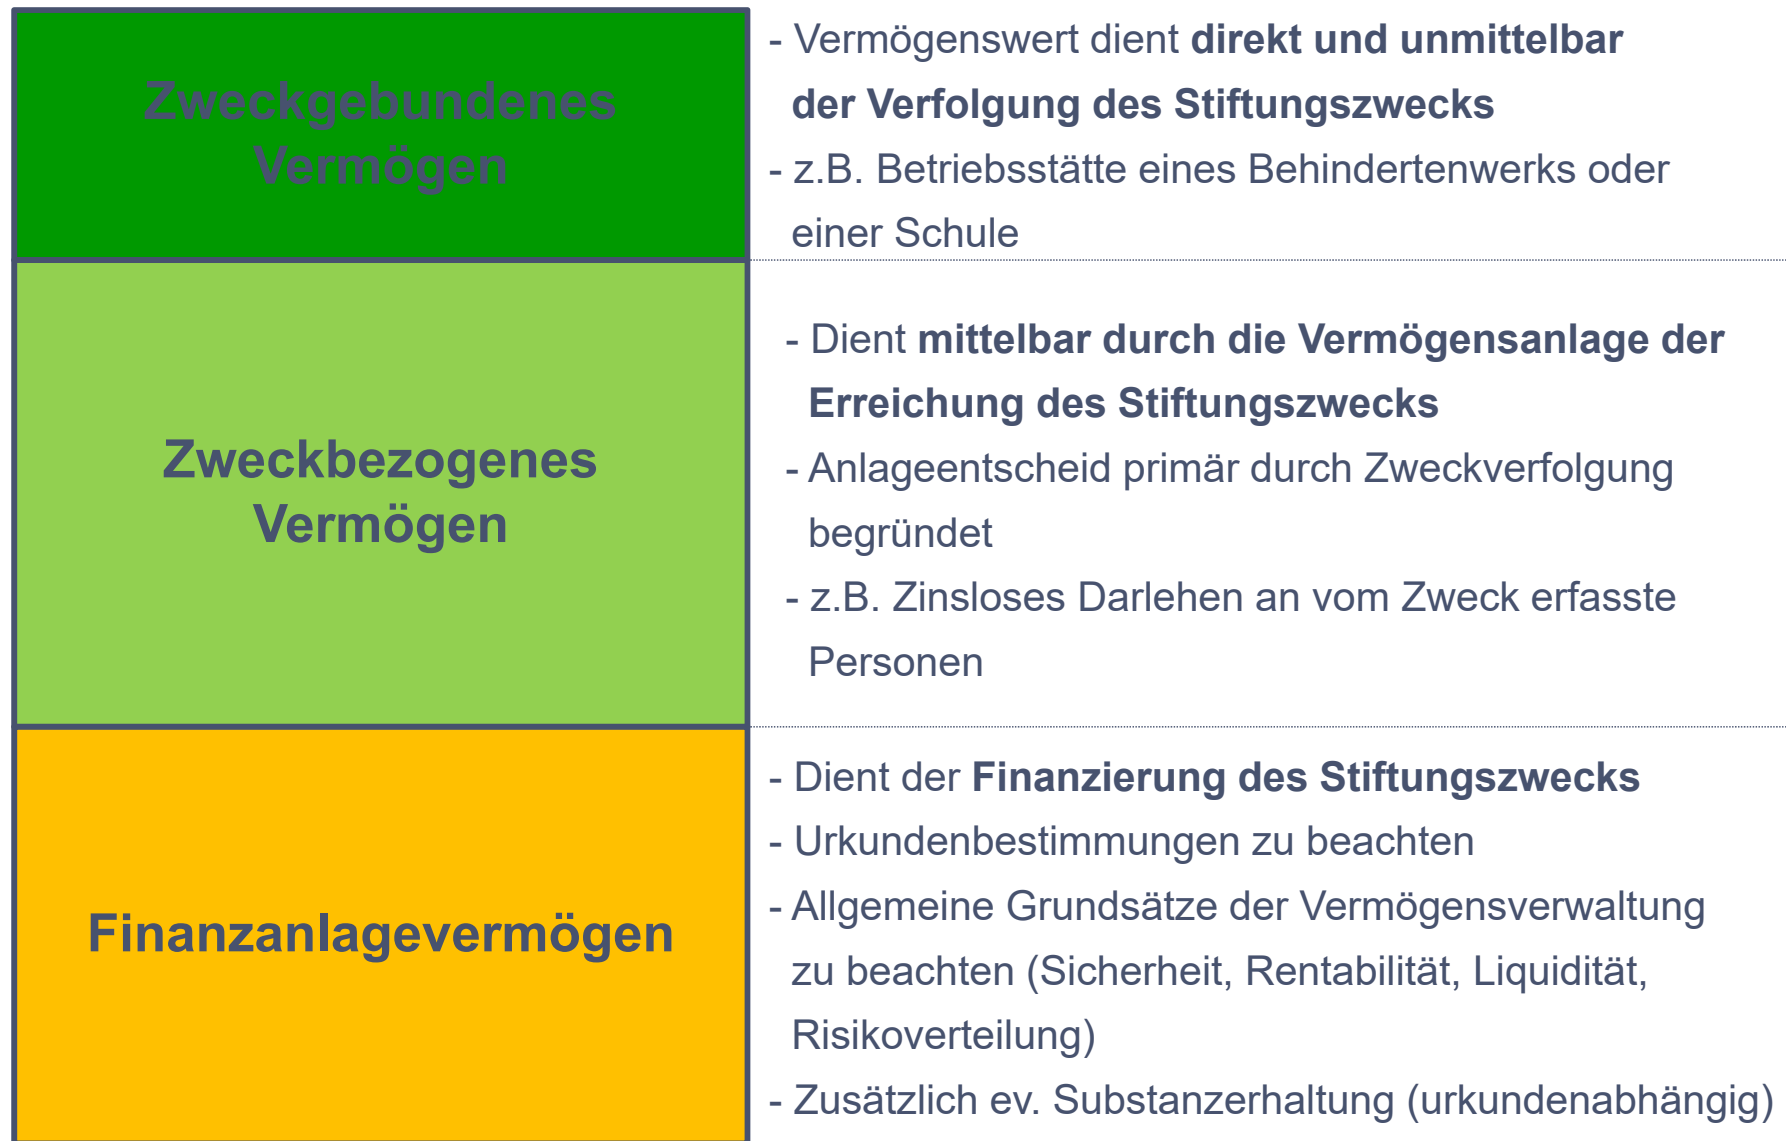 Zweckgebundenes
Vermögen
- Vermögenswert dient direkt und unmittelbar
der Verfolgung des Stiftungszwecks
- z.B. Betriebsstätte eines Behindertenwerks oder
einer Schule
Zweckbezogenes
Vermögen
- Dient mittelbar durch die Vermögensanlage der
Erreichung des Stiftungszwecks
- Anlageentscheid primär durch Zweckverfolgung
begründet
- z.B. Zinsloses Darlehen an vom Zweck erfasste
Personen
Finanzanlagevermögen
- Dient der Finanzierung des Stiftungszwecks
- Urkundenbestimmungen zu beachten
- Allgemeine Grundsätze der Vermögensverwaltung
zu beachten (Sicherheit, Rentabilität, Liquidität,
Risikoverteilung)
- Zusätzlich ev. Substanzerhaltung (urkundenabhängig)